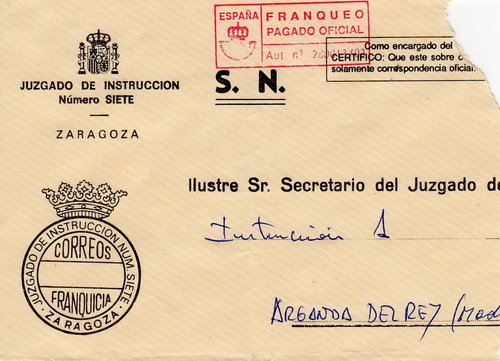 ESPAÑA
FRANQUEO
PAGADO OFICIAL
JUZGADO DE INSTRUCCION
Número SIETE
ZARAGOZA
S. N.
Como encargado del
CERTIFICO: Que este sobre
solamente correspondencia oficial
Ilustre Sr. Secretario del Juzgado de
Instrucción 1
ARGANDA DEL REY (Mad
JUZGADO DE INSTRUCCION NUM. SIETE
CORREOS
FRANQUICIA
ZARAGOZA